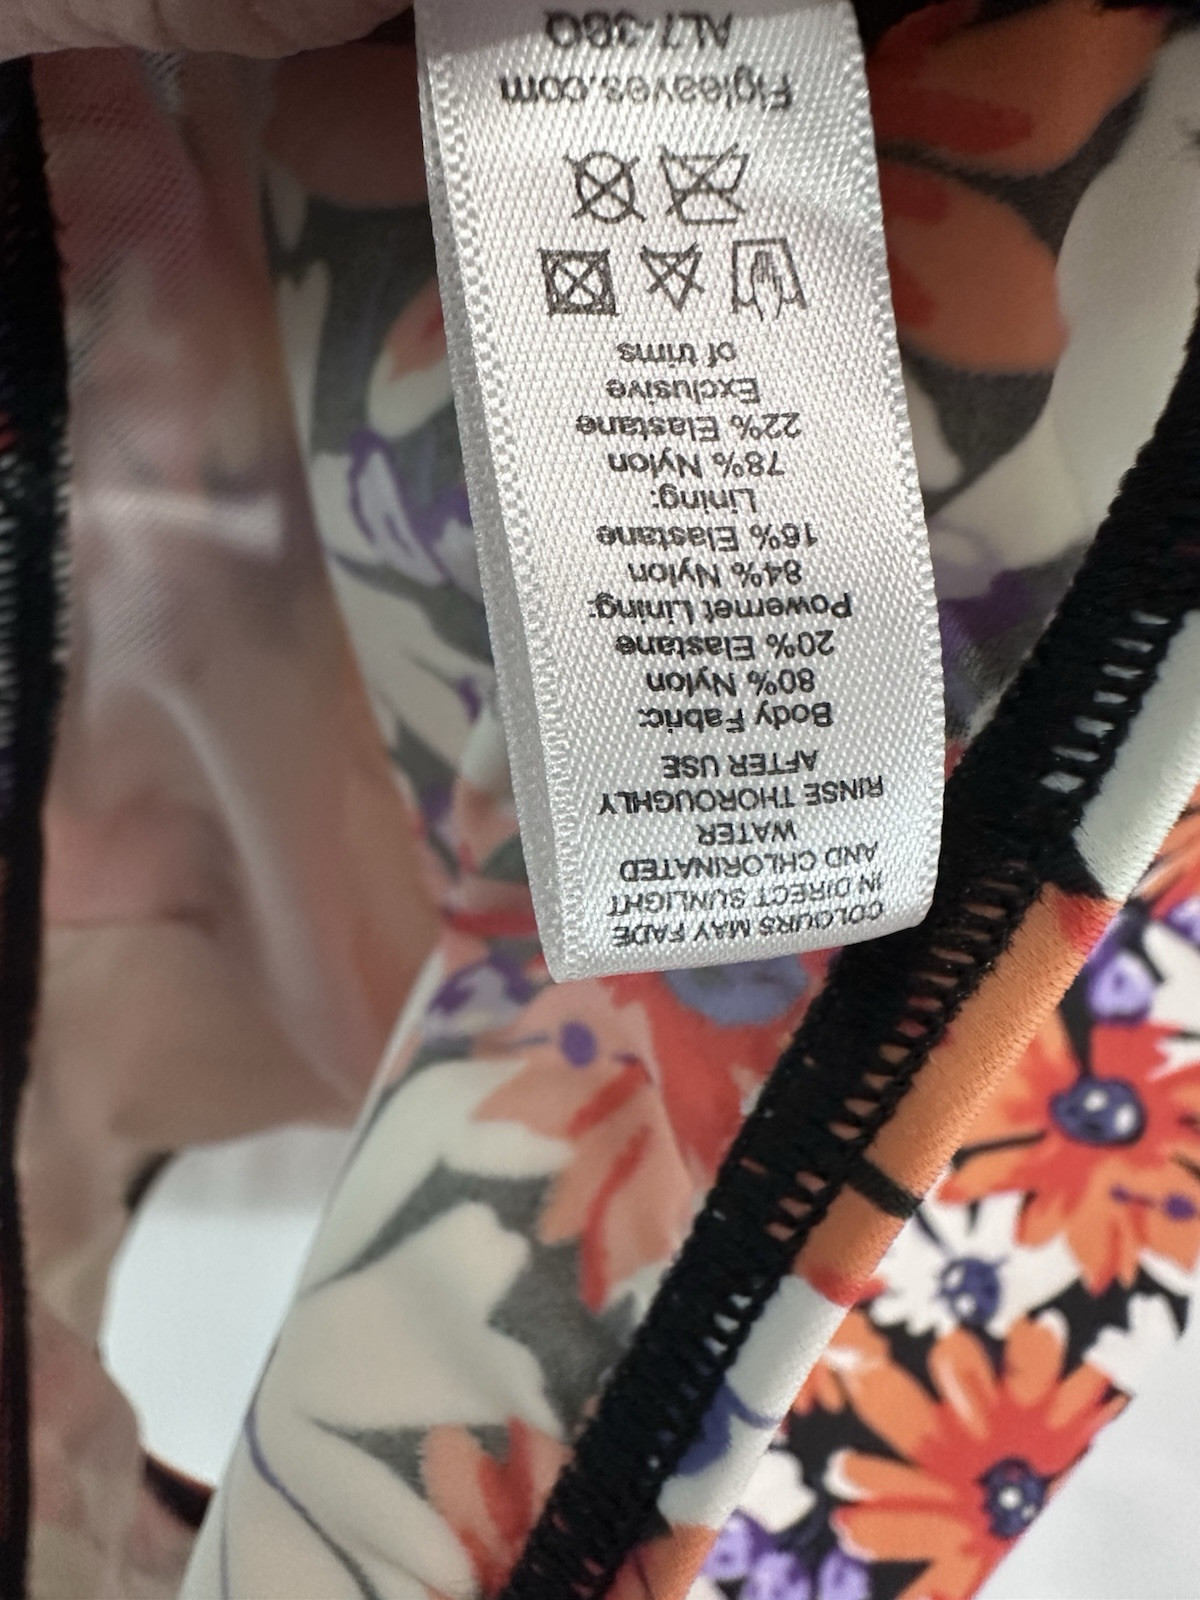 COLOURS MAY FADE
IN DIRECT SUNLIGHT
AND CHLORINATED
WATER
RINSE THOROUGHLY
AFTER USE
Body Fabric:
80% Nylon
20% Elastane
Powernet Lining:
84% Nylon
16% Elastane
Lining:
78% Nylon
22% Elastane
Exclusive
of trims
Figleaves.com
AL7-3BQ